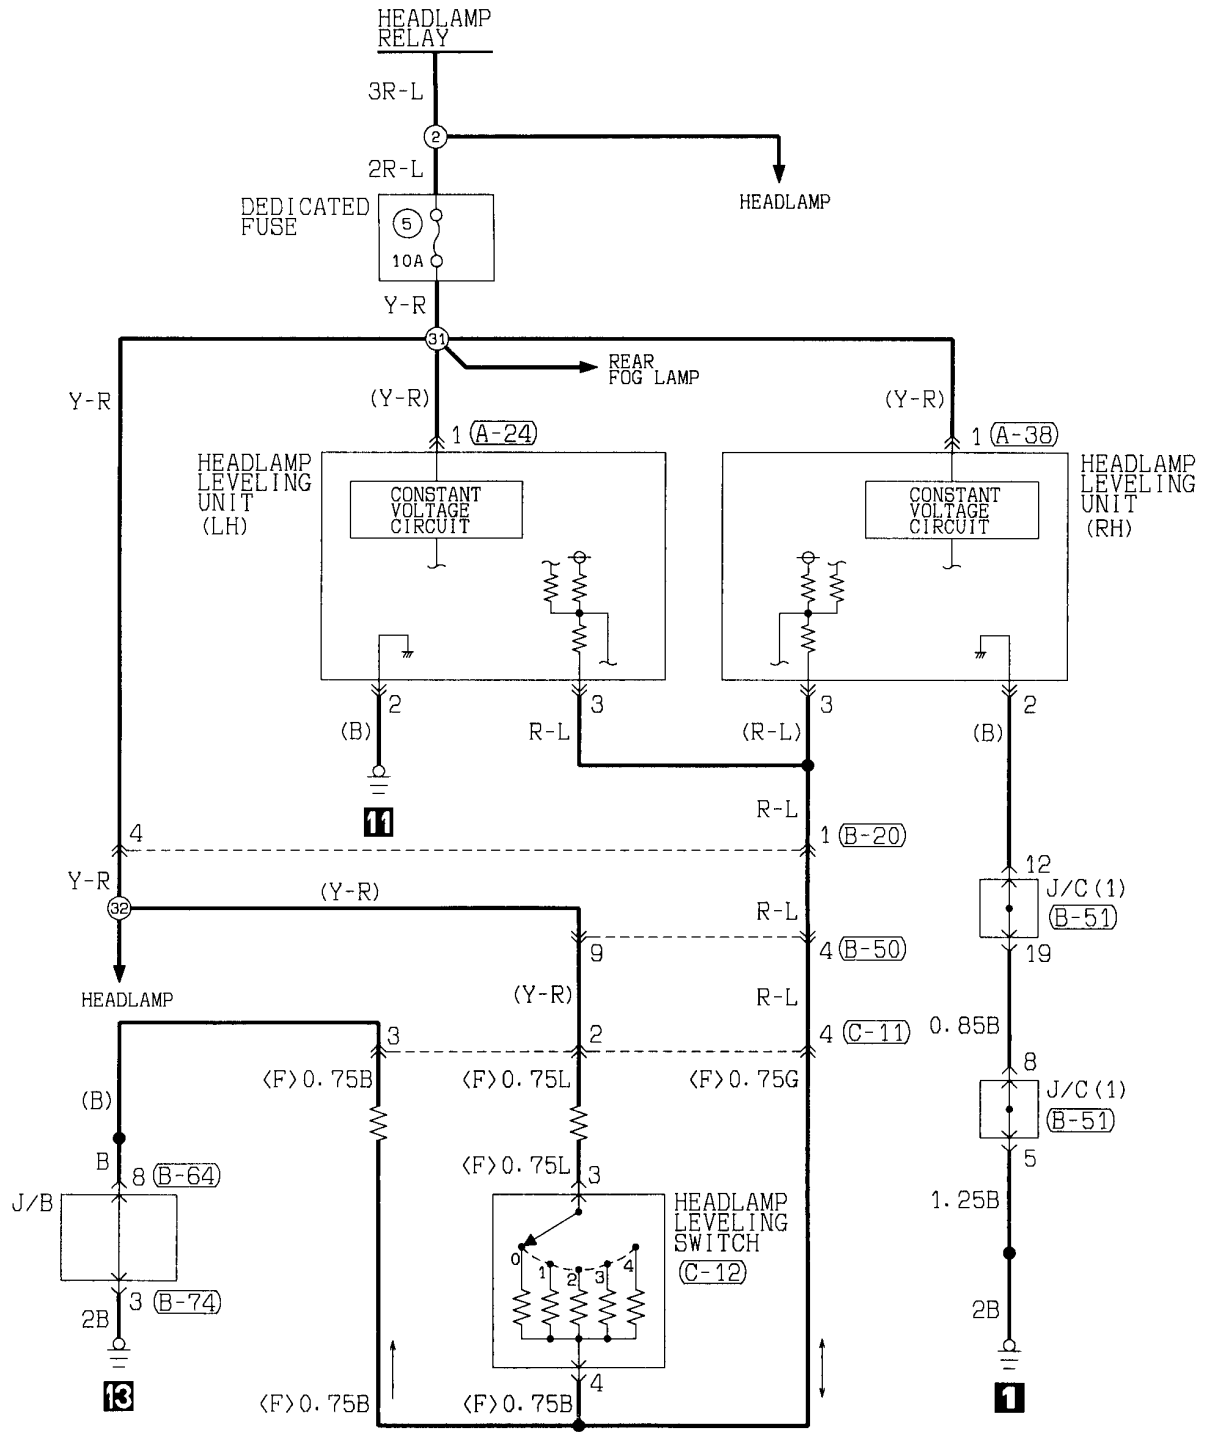 HEADLAMP
RELAY
3R-L
2
2R-L
HEADLAMP
DEDICATED
FUSE
5
10A
Y-R
31
REAR
FOG LAMP
Y-R
(Y-R)
(Y-R)
1 (A-24)
1 (A-38)
HEADLAMP
LEVELING
UNIT
(LH)
CONSTANT
VOLTAGE
CIRCUIT
CONSTANT
VOLTAGE
CIRCUIT
HEADLAMP
LEVELING
UNIT
(RH)
2
3
3
2
(B)
R-L
(R-L)
(B)
11
R-L
4
1 (B-20)
12
J/C(1)
(B-51)
19
Y-R
32
(Y-R)
R-L
9
4 (B-50)
HEADLAMP
(Y-R)
R-L
0.85B
3
2
4 (C-11)
8
J/C(1)
(B-51)
5
<F>0.75B
<F>0.75L
<F>0.75G
(B)
B
8 (B-64)
<F>0.75L
3
J/B
HEADLAMP
LEVELING
SWITCH
(C-12)
1.25B
0
1
2
3
4
3 (B-74)
2B
2B
13
<F>0.75B
<F>0.75B
4
1